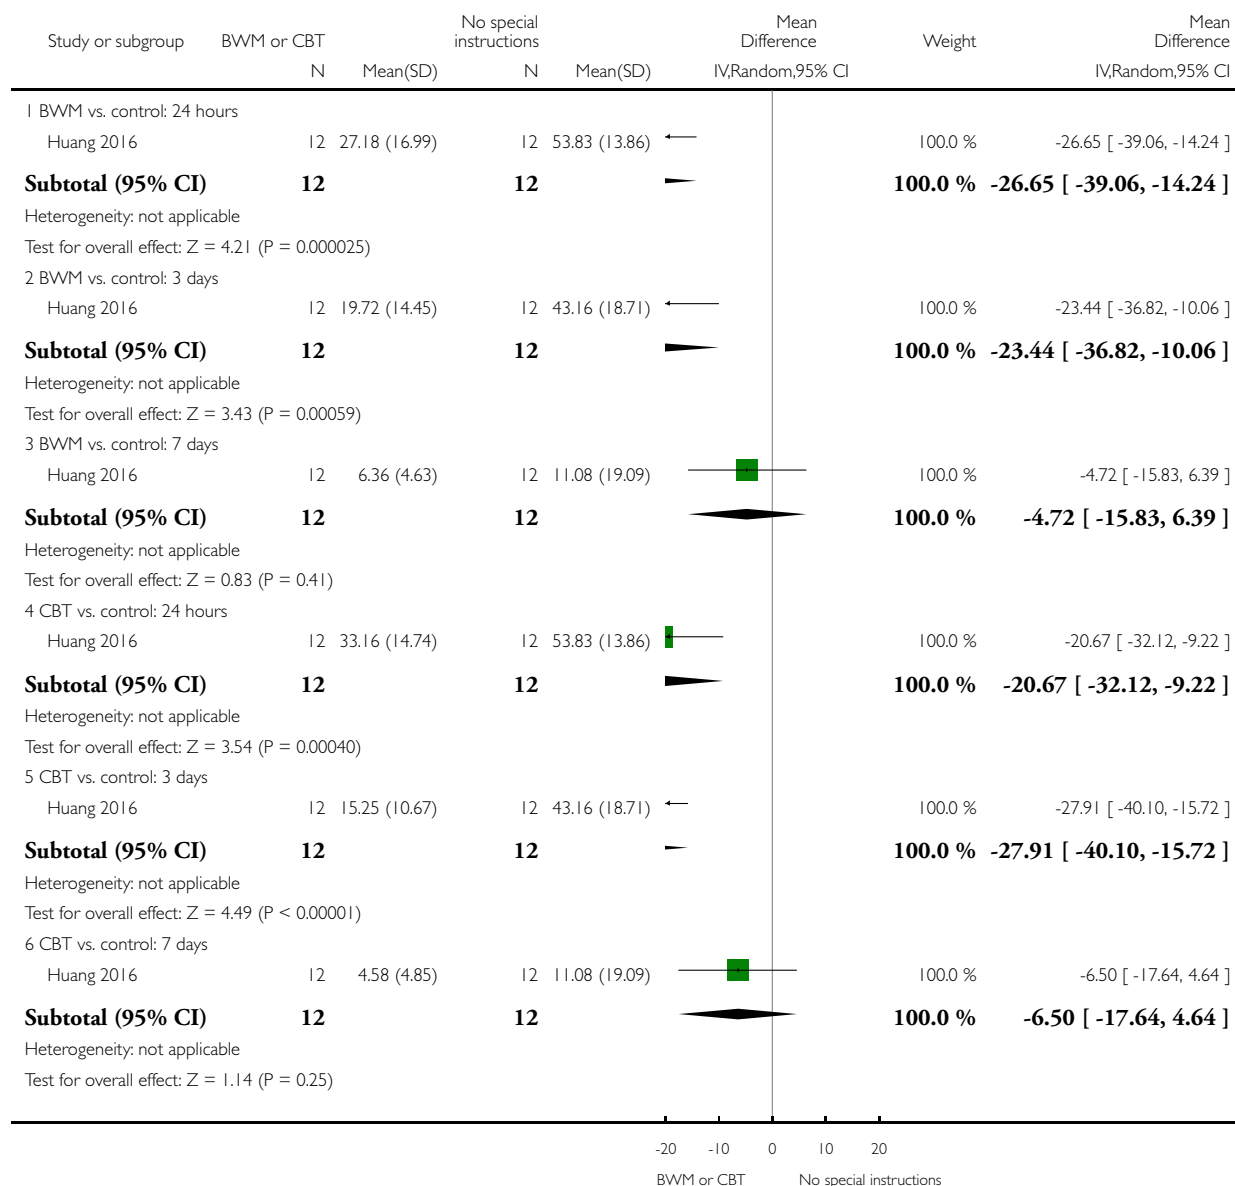 Study or subgroup BWM or CBT No special instructions Mean Difference Weight Mean Difference
N Mean(SD) N Mean(SD) IV,Random,95% CI IV,Random,95% CI
1 BWM vs. control: 24 hours
Huang 2016 12 27.18 (16.99) 12 53.83 (13.86) 100.0 % -26.65 [ -39.06, -14.24 ]
Subtotal (95% CI) 12 12 100.0 % -26.65 [ -39.06, -14.24 ]
Heterogeneity: not applicable
Test for overall effect: Z = 4.21 (P = 0.000025)
2 BWM vs. control: 3 days
Huang 2016 12 19.72 (14.45) 12 43.16 (18.71) 100.0 % -23.44 [ -36.82, -10.06 ]
Subtotal (95% CI) 12 12 100.0 % -23.44 [ -36.82, -10.06 ]
Heterogeneity: not applicable
Test for overall effect: Z = 3.43 (P = 0.00059)
3 BWM vs. control: 7 days
Huang 2016 12 6.36 (4.63) 12 11.08 (19.09) 100.0 % -4.72 [ -15.83, 6.39 ]
Subtotal (95% CI) 12 12 100.0 % -4.72 [ -15.83, 6.39 ]
Heterogeneity: not applicable
Test for overall effect: Z = 0.83 (P = 0.41)
4 CBT vs. control: 24 hours
Huang 2016 12 33.16 (14.74) 12 53.83 (13.86) 100.0 % -20.67 [ -32.12, -9.22 ]
Subtotal (95% CI) 12 12 100.0 % -20.67 [ -32.12, -9.22 ]
Heterogeneity: not applicable
Test for overall effect: Z = 3.54 (P = 0.00040)
5 CBT vs. control: 3 days
Huang 2016 12 15.25 (10.67) 12 43.16 (18.71) 100.0 % -27.91 [ -40.10, -15.72 ]
Subtotal (95% CI) 12 12 100.0 % -27.91 [ -40.10, -15.72 ]
Heterogeneity: not applicable
Test for overall effect: Z = 4.49 (P < 0.00001)
6 CBT vs. control: 7 days
Huang 2016 12 4.58 (4.85) 12 11.08 (19.09) 100.0 % -6.50 [ -17.64, 4.64 ]
Subtotal (95% CI) 12 12 100.0 % -6.50 [ -17.64, 4.64 ]
Heterogeneity: not applicable
Test for overall effect: Z = 1.14 (P = 0.25)
-20 -10 0 10 20
BWM or CBT No special instructions